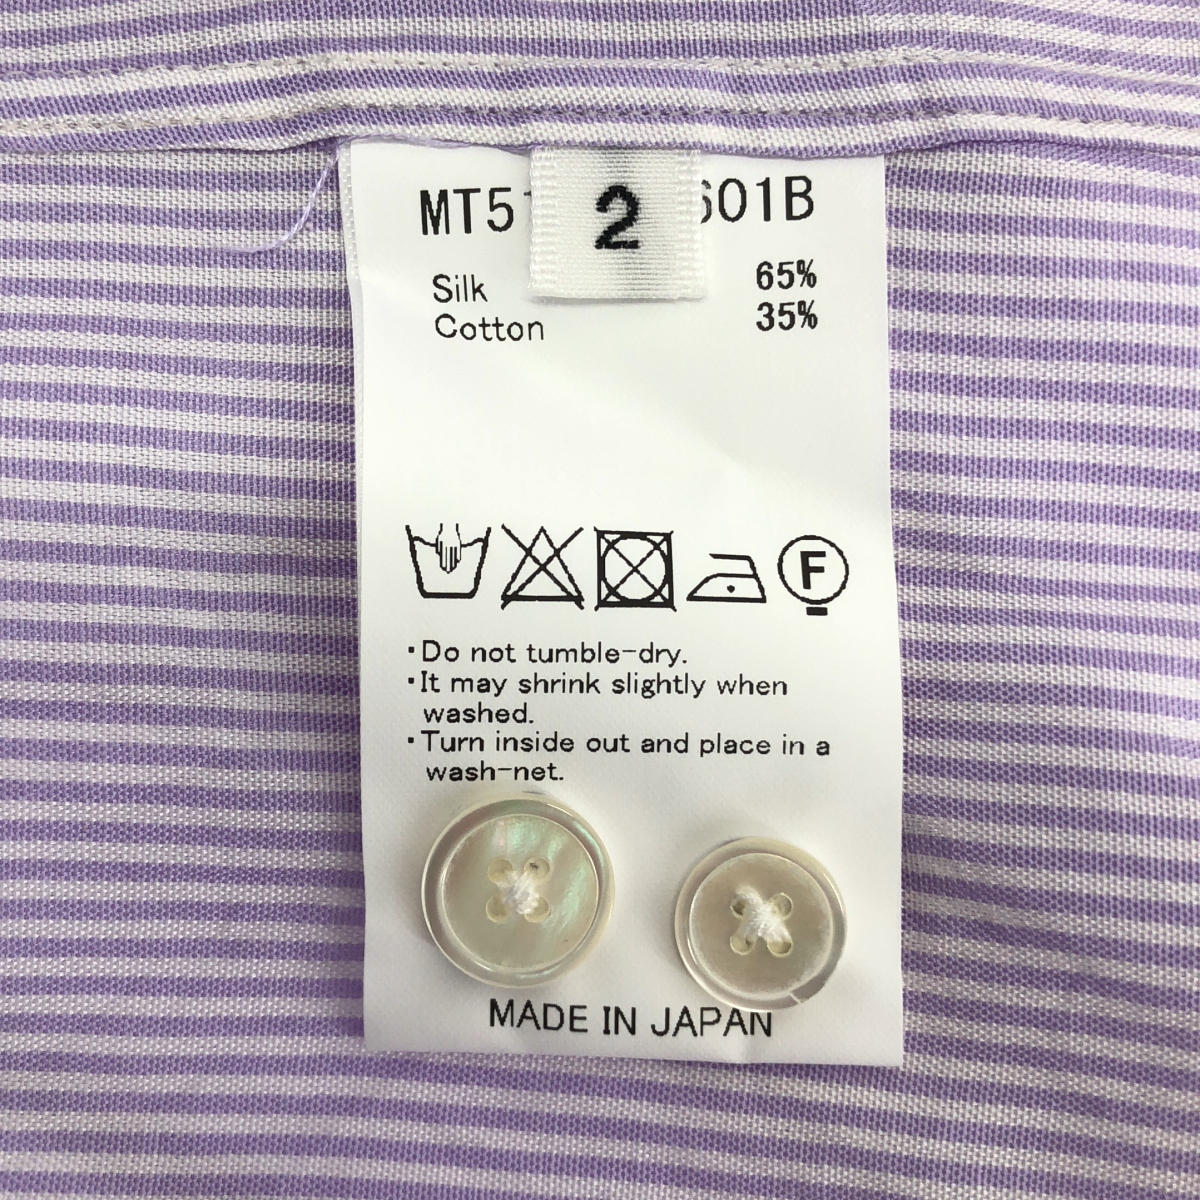 MT5 2 601B
Silk 65%
Cotton 35%
F
・Do not tumble-dry.
・It may shrink slightly when
washed.
・Turn inside out and place in a
wash-net.
MADE IN JAPAN